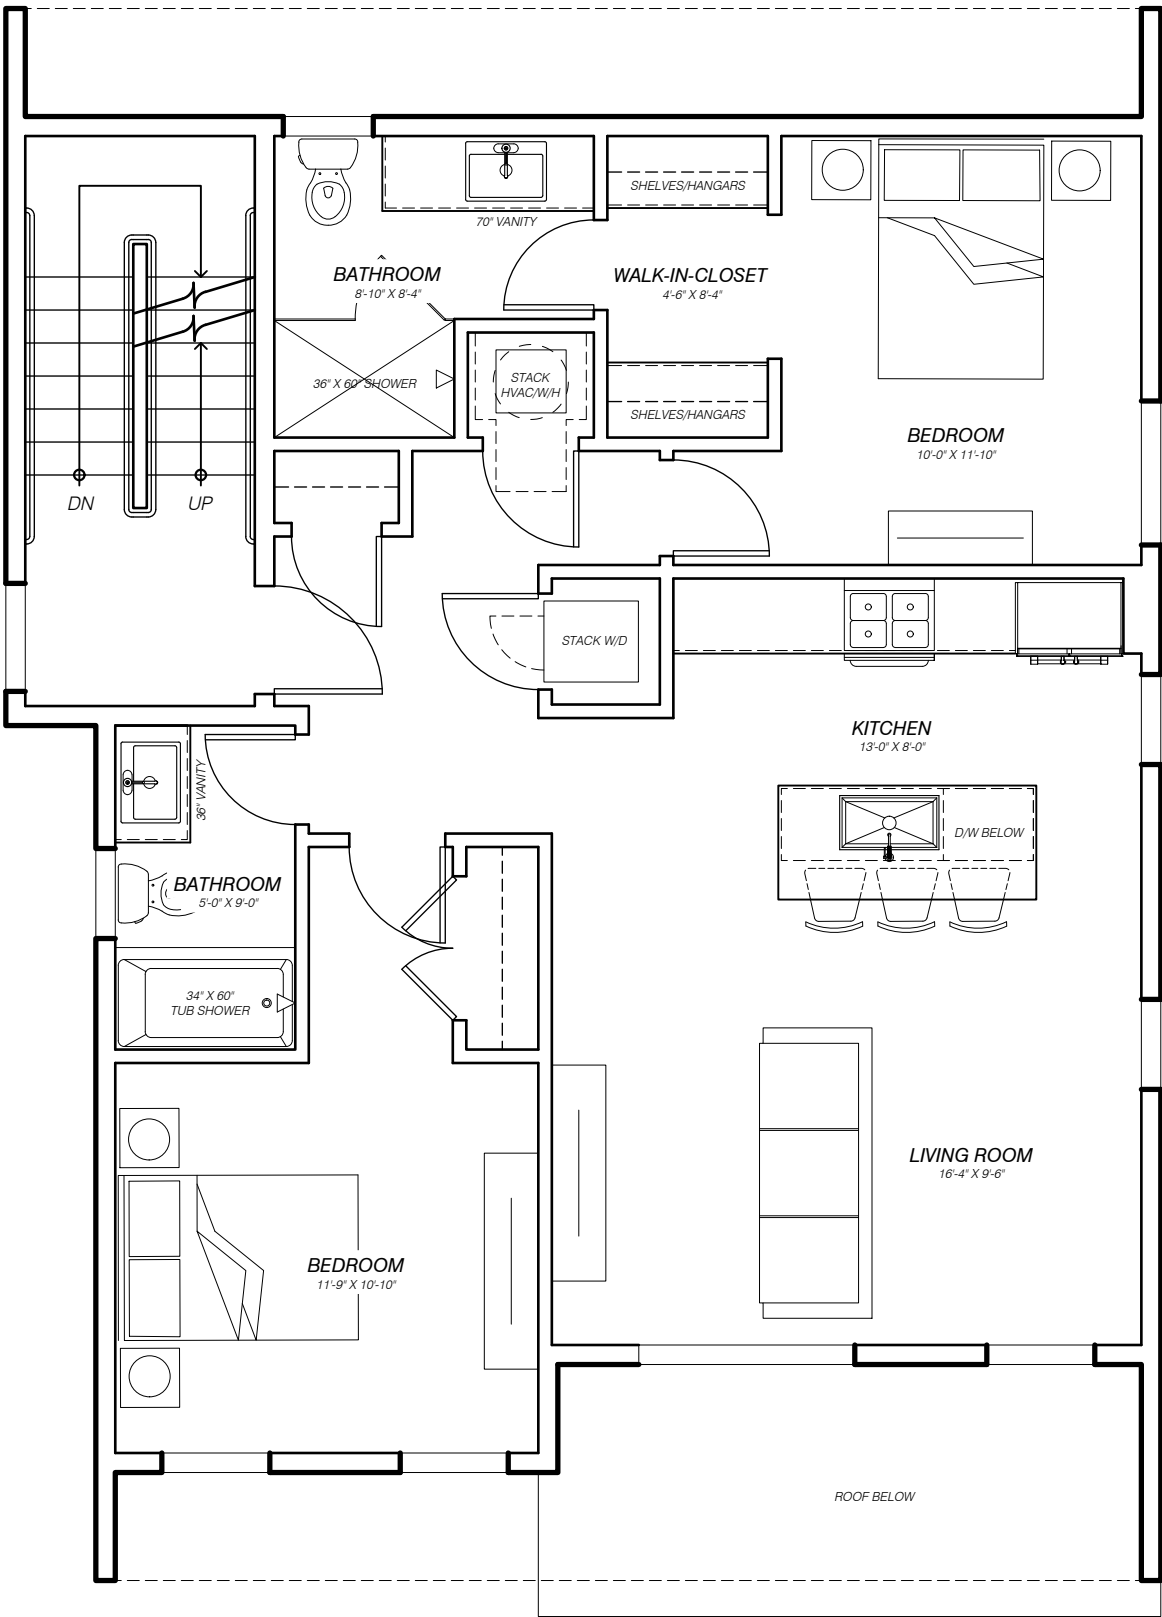 SHELVES/HANGARS
70" VANITY
BATHROOM
8'-10" X 8'-4"
WALK-IN-CLOSET
4'-6" X 8'-4"
36" X 60" SHOWER
STACK
HVAC/W/H
SHELVES/HANGARS
BEDROOM
10'-0" X 11'-10"
DN
UP
STACK W/D
KITCHEN
13'-0" X 8'-0"
36" VANITY
D/W BELOW
BATHROOM
5'-0" X 9'-0"
34" X 60"
TUB SHOWER
LIVING ROOM
16'-4" X 9'-6"
BEDROOM
11'-9" X 10'-10"
ROOF BELOW